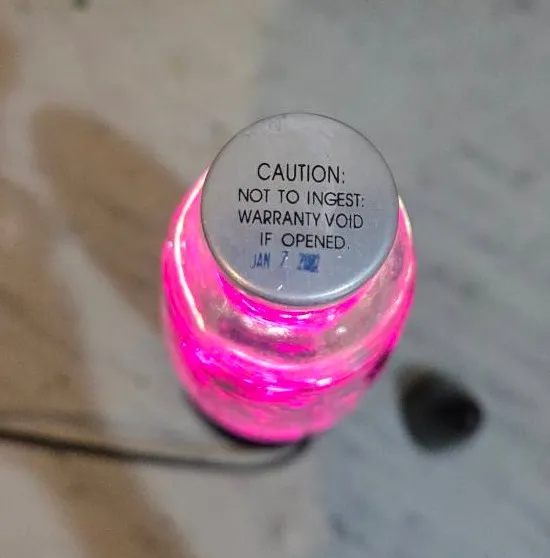 CAUTION:
NOT TO INGEST:
WARRANTY VOID
IF OPENED.
JAN 7